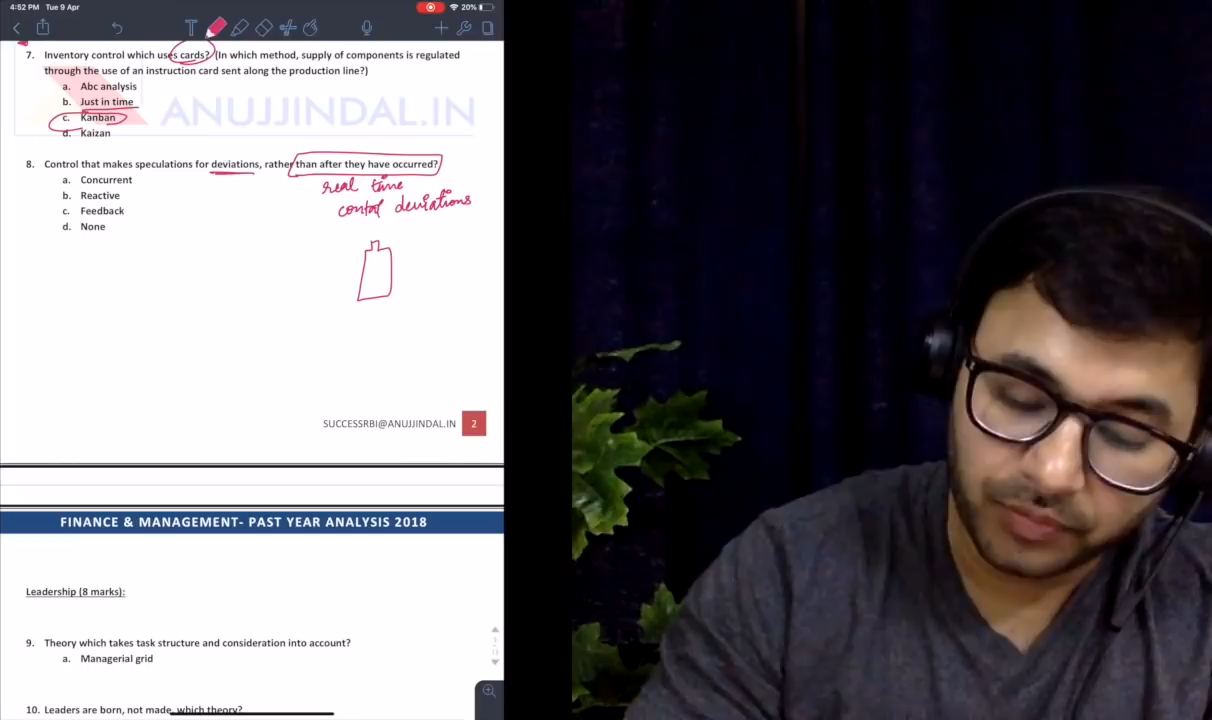 4:52 PM Tue 9 Apr
20%
T
7. Inventory control which uses cards? (In which method, supply of components is regulated
through the use of an instruction card sent along the production line?)
a. Abc analysis
b. Just in time
c. Kanban
d. Kaizan
ANUJJINDAL.IN
8. Control that makes speculations for deviations, rather than after they have occurred?
real time
contol deviations
a. Concurrent
b. Reactive
c. Feedback
d. None
SUCCESSRBI@ANUJJINDAL.IN 2
FINANCE & MANAGEMENT- PAST YEAR ANALYSIS 2018
Leadership (8 marks):
9. Theory which takes task structure and consideration into account?
a. Managerial grid
10. Leaders are born, not made, which theory?